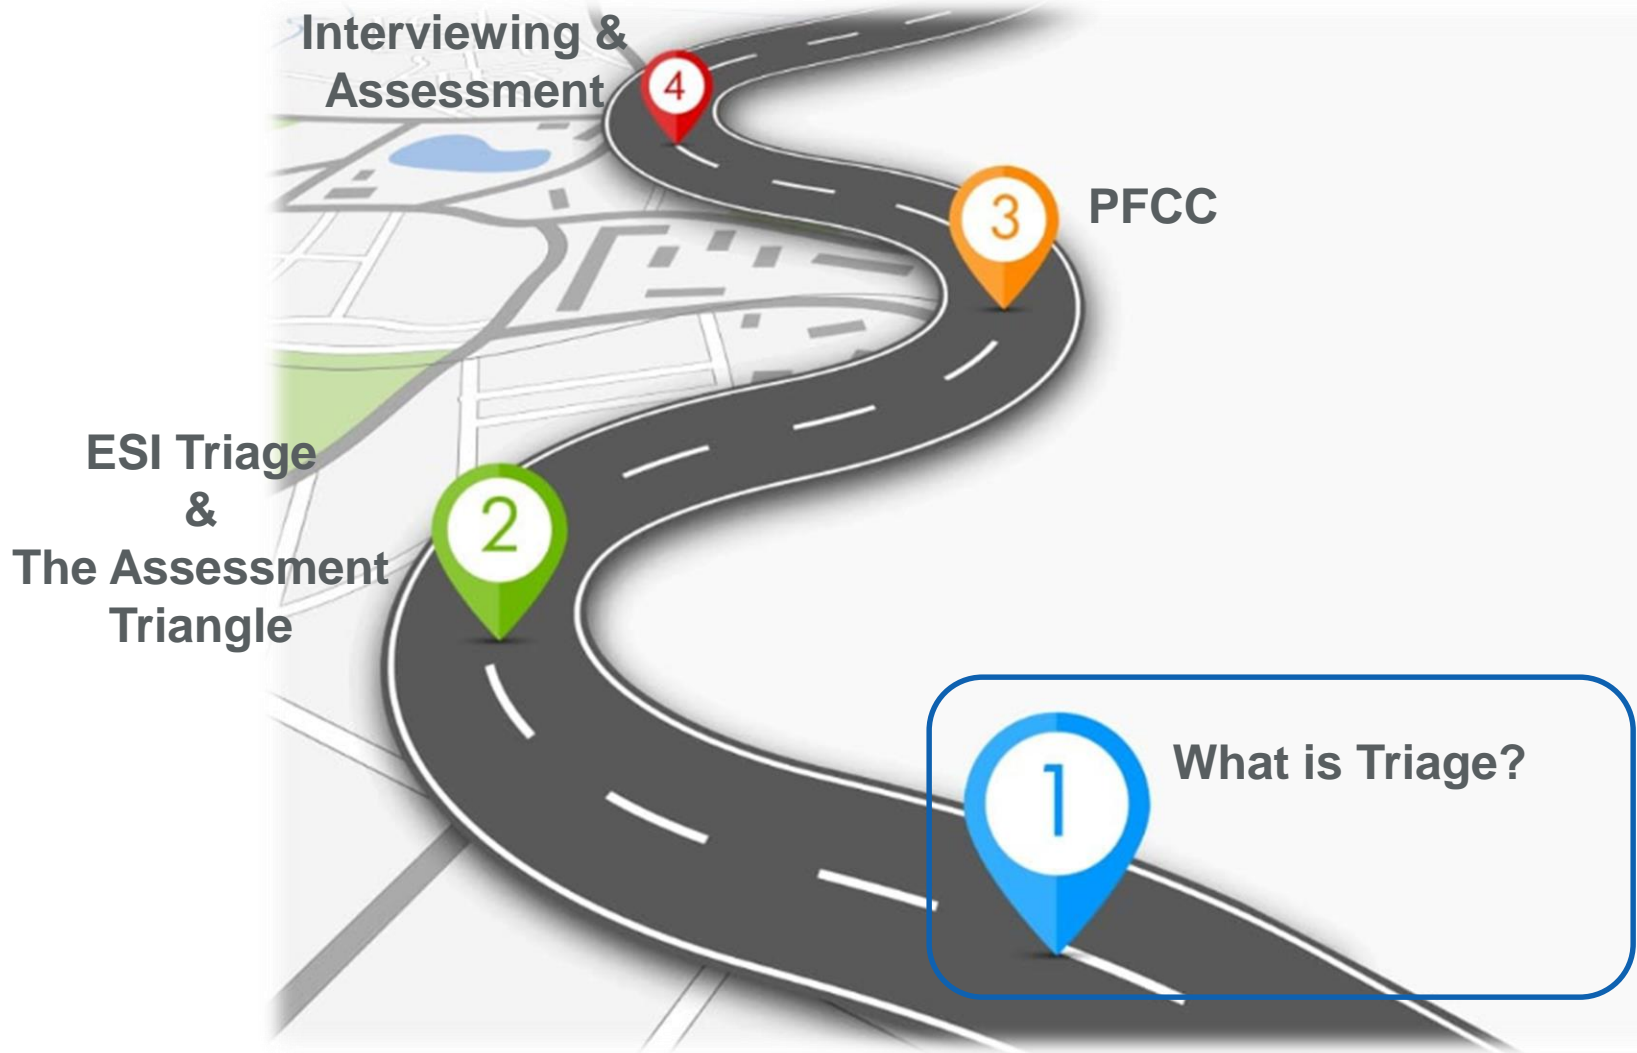 Interviewing &
Assessment
4
3
PFCC
ESI Triage
&
The Assessment
Triangle
2
1
What is Triage?